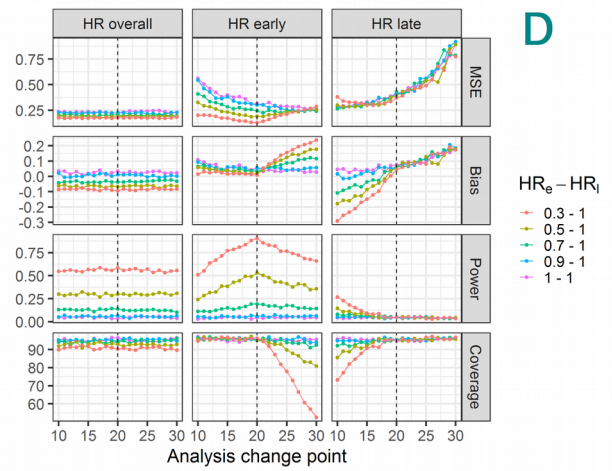 D
HR overall HR early HR late
0.75
0.50
0.25
MSE
0.2
0.1
0.0
-0.1
-0.2
-0.3
Bias
0.75
0.50
0.25
0.00
Power
90
80
70
60
Coverage
10 15 20 25 30 10 15 20 25 30 10 15 20 25 30
Analysis change point
HRe – HRl
0.3 - 1
0.5 - 1
0.7 - 1
0.9 - 1
1 - 1